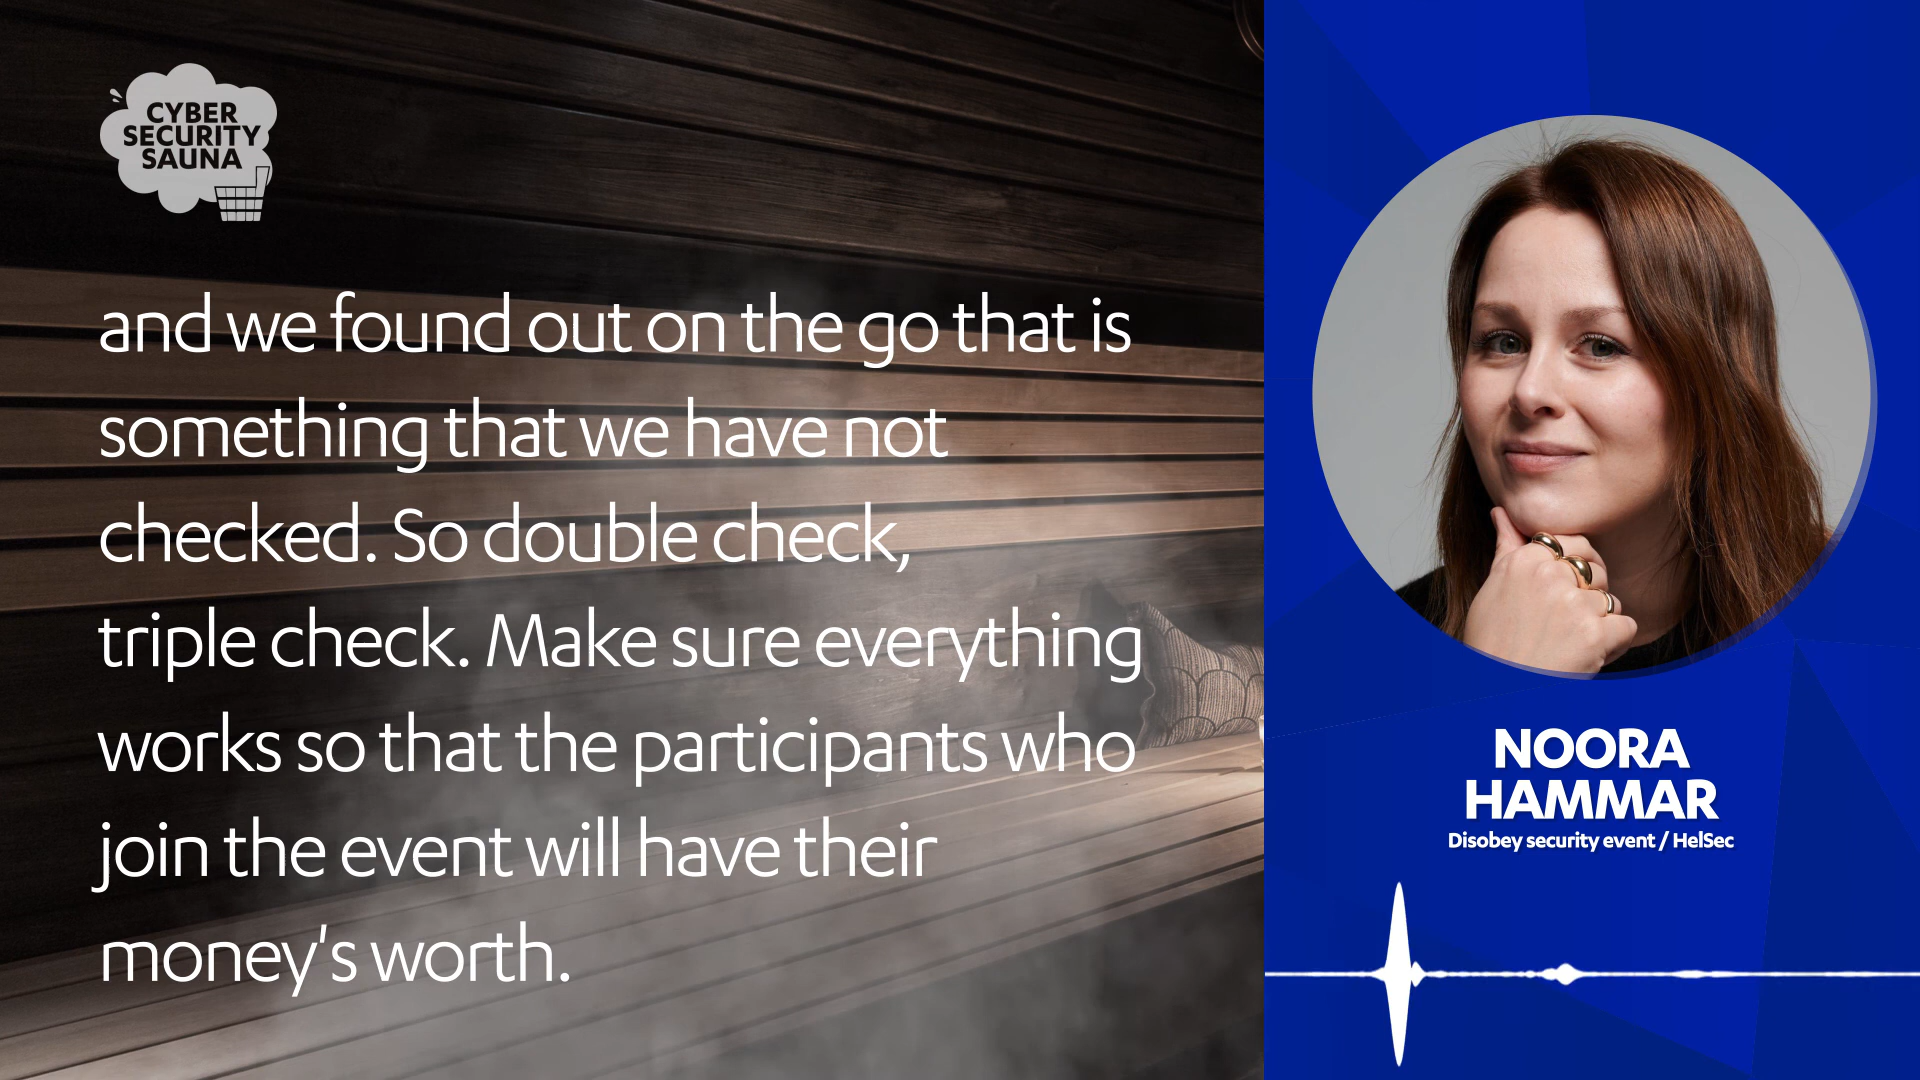 CYBER
SECURITY
SAUNA
and we found out on the go that is
something that we have not
checked. So double check,
triple check. Make sure everything
works so that the participants who
join the event will have their
money's worth.
NOORA
HAMMAR
Disobey security event / HelSec